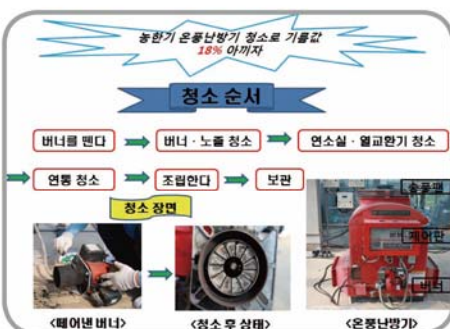 농한기 온풍난방기 청소로 기름값
18% 아끼자
청소 순서
버너를 뗀다
버너 · 노즐 청소
연소실 · 열교환기 청소
연통 청소
조립한다
보관
청소 장면
송풍팬
제어판
버너
<떼어낸 버너>
<청소 후 상태>
<온풍난방기>